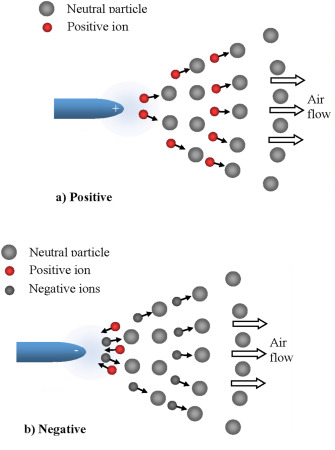 Neutral particle
Positive ion
+
Air
flow
a) Positive
Neutral particle
Positive ion
Negative ions
-
Air
flow
b) Negative